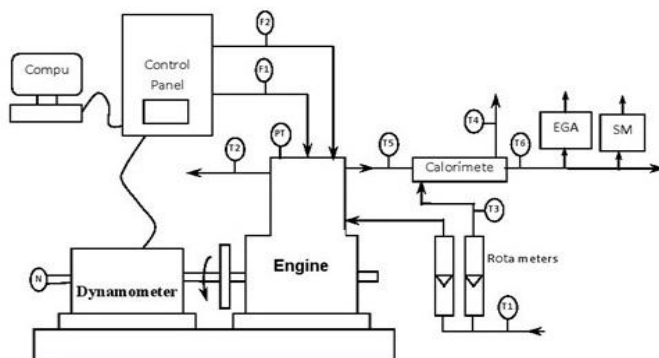 F2
Compu
Control
Panel
F1
T4
EGA
SM
T2
PT
T5
T6
Calorimete
T3
Rota meters
Engine
N
Dynamometer
T1